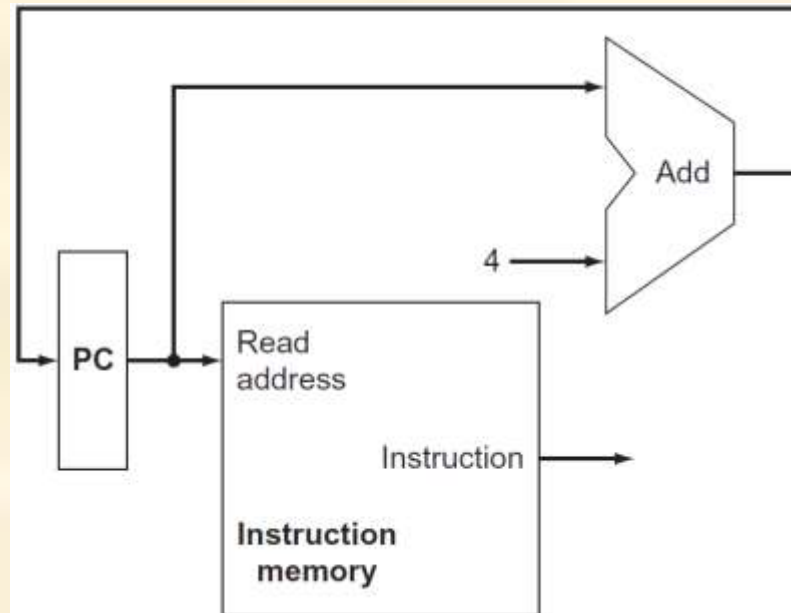 Add
4
PC
Read
address
Instruction
Instruction
memory